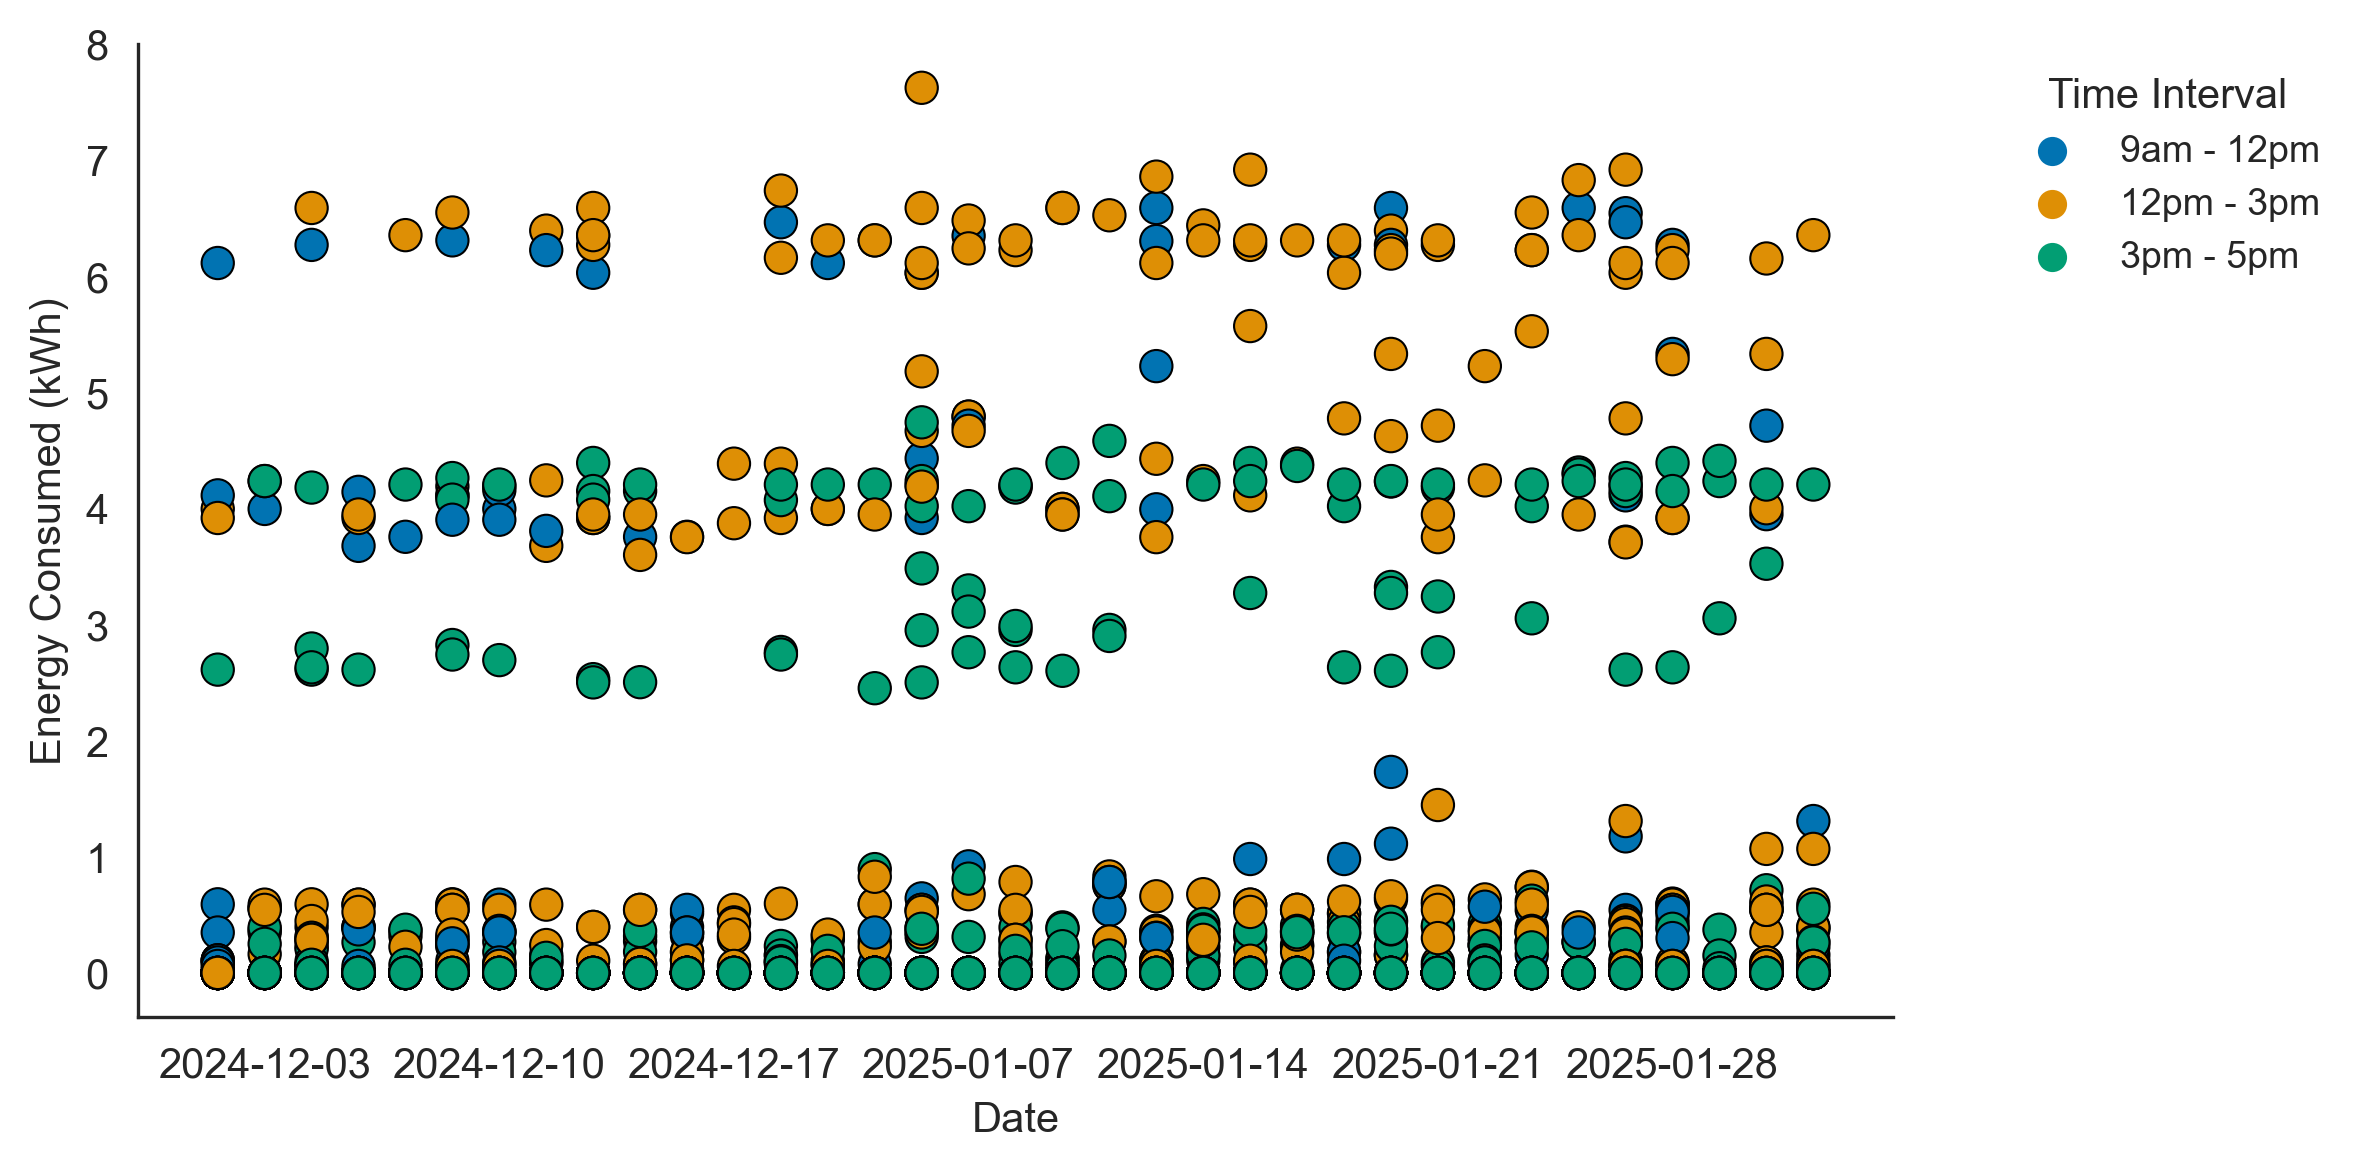 8
7
6
5
4
3
2
1
0
Energy Consumed (kWh)
2024-12-03 2024-12-10 2024-12-17 2025-01-07 2025-01-14 2025-01-21 2025-01-28
Date
Time Interval
9am - 12pm
12pm - 3pm
3pm - 5pm